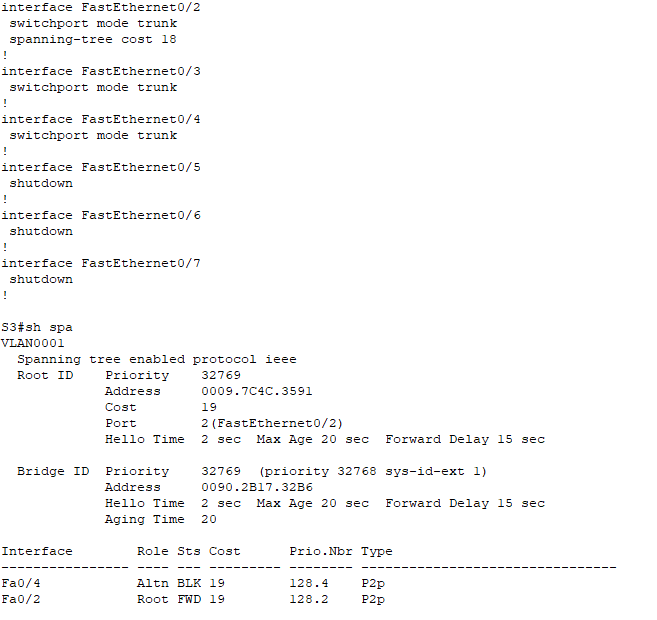 interface FastEthernet0/2
 switchport mode trunk
 spanning-tree cost 18
!
interface FastEthernet0/3
 switchport mode trunk
!
interface FastEthernet0/4
 switchport mode trunk
!
interface FastEthernet0/5
 shutdown
!
interface FastEthernet0/6
 shutdown
!
interface FastEthernet0/7
 shutdown
!

S3#sh spa
VLAN0001
  Spanning tree enabled protocol ieee
  Root ID    Priority    32769
             Address     0009.7C4C.3591
             Cost        19
             Port        2(FastEthernet0/2)
             Hello Time  2 sec  Max Age 20 sec  Forward Delay 15 sec

  Bridge ID  Priority    32769  (priority 32768 sys-id-ext 1)
             Address     0090.2B17.32B6
             Hello Time  2 sec  Max Age 20 sec  Forward Delay 15 sec
             Aging Time  20

Interface        Role Sts Cost      Prio.Nbr Type
---------------- ---- --- --------- -------- --------------------------------
Fa0/4            Altn BLK 19        128.4    P2p
Fa0/2            Root FWD 19        128.2    P2p